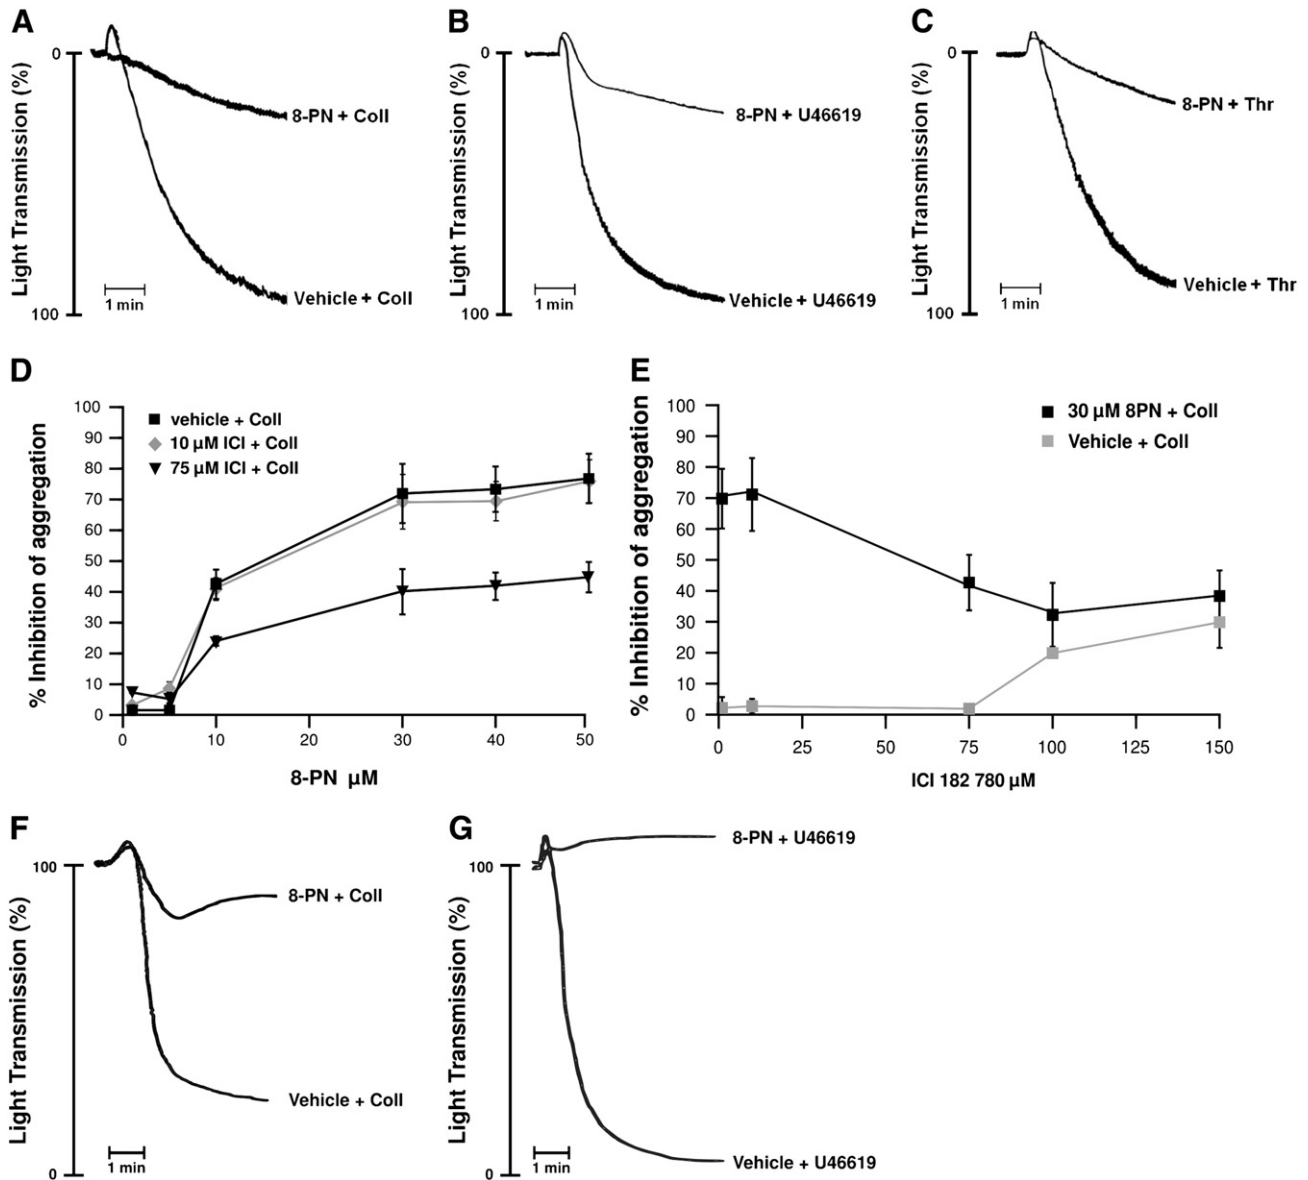 A
Light Transmission (%)
0
100
8-PN + Coll
Vehicle + Coll
1 min
B
Light Transmission (%)
0
100
8-PN + U46619
Vehicle + U46619
1 min
C
Light Transmission (%)
0
100
8-PN + Thr
Vehicle + Thr
1 min
D
% Inhibition of aggregation
100
90
80
70
60
50
40
30
20
10
0
vehicle + Coll
10 µM ICI + Coll
75 µM ICI + Coll
0 10 20 30 40 50
8-PN µM
E
% Inhibition of aggregation
100
90
80
70
60
50
40
30
20
10
0
30 µM 8PN + Coll
Vehicle + Coll
0 25 50 75 100 125 150
ICI 182 780 µM
F
Light Transmission (%)
100
0
8-PN + Coll
Vehicle + Coll
1 min
G
Light Transmission (%)
100
0
8-PN + U46619
Vehicle + U46619
1 min